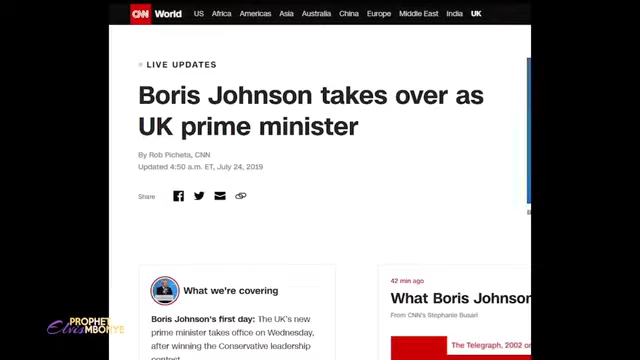 CNN World US Africa Americas Asia Australia China Europe Middle East India UK
LIVE UPDATES
Boris Johnson takes over as
UK prime minister
By Rob Picheta, CNN
Updated 4:50 a.m. ET, July 24, 2019
Share
What we're covering
Boris Johnson's first day: The UK's new
prime minister takes office on Wednesday,
after winning the Conservative leadership
contest
42 min ago
What Boris Johnson
From CNN's Stephanie Busari
The Telegraph, 2002 on
PROPHET
Elvis MBONYE